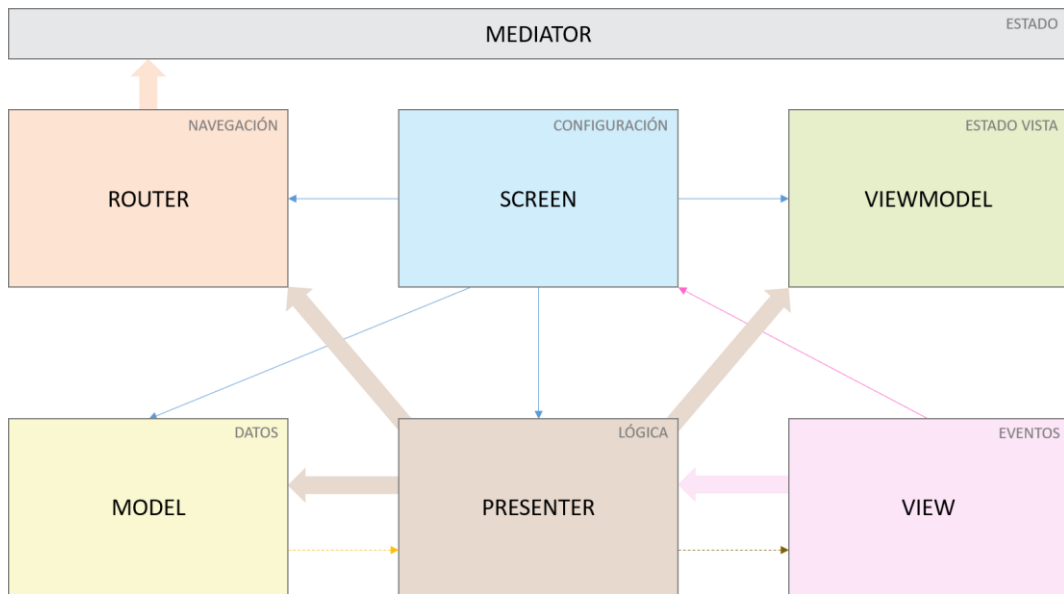 ESTADO
MEDIATOR
NAVEGACIÓN
ROUTER
CONFIGURACIÓN
SCREEN
ESTADO VISTA
VIEWMODEL
DATOS
MODEL
LÓGICA
PRESENTER
EVENTOS
VIEW